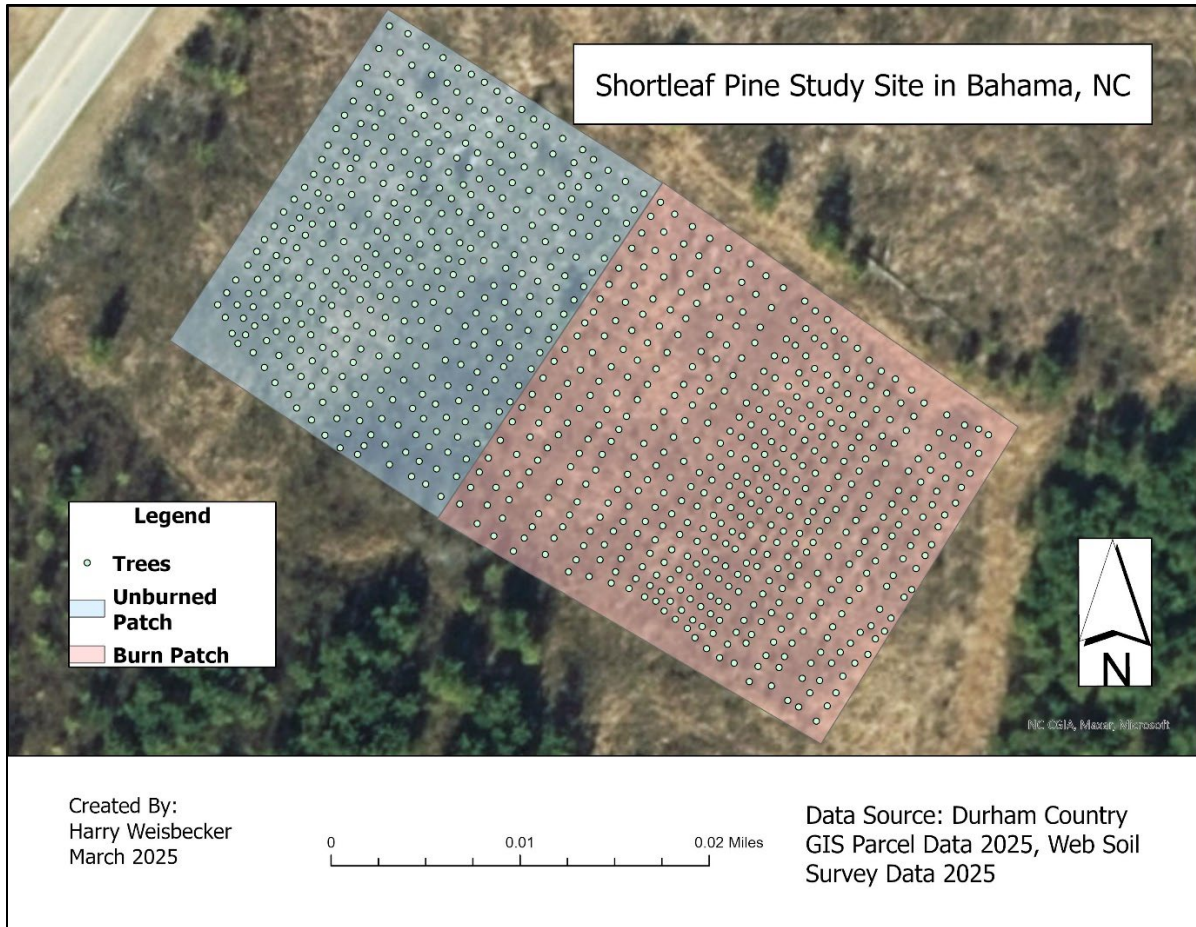 Shortleaf Pine Study Site in Bahama, NC
Legend
Trees
Unburned
Patch
Burn Patch
N
NC CGIA, Maxar, Microsoft
Created By:
Harry Weisbecker
March 2025
0 0.01 0.02 Miles
Data Source: Durham Country
GIS Parcel Data 2025, Web Soil
Survey Data 2025